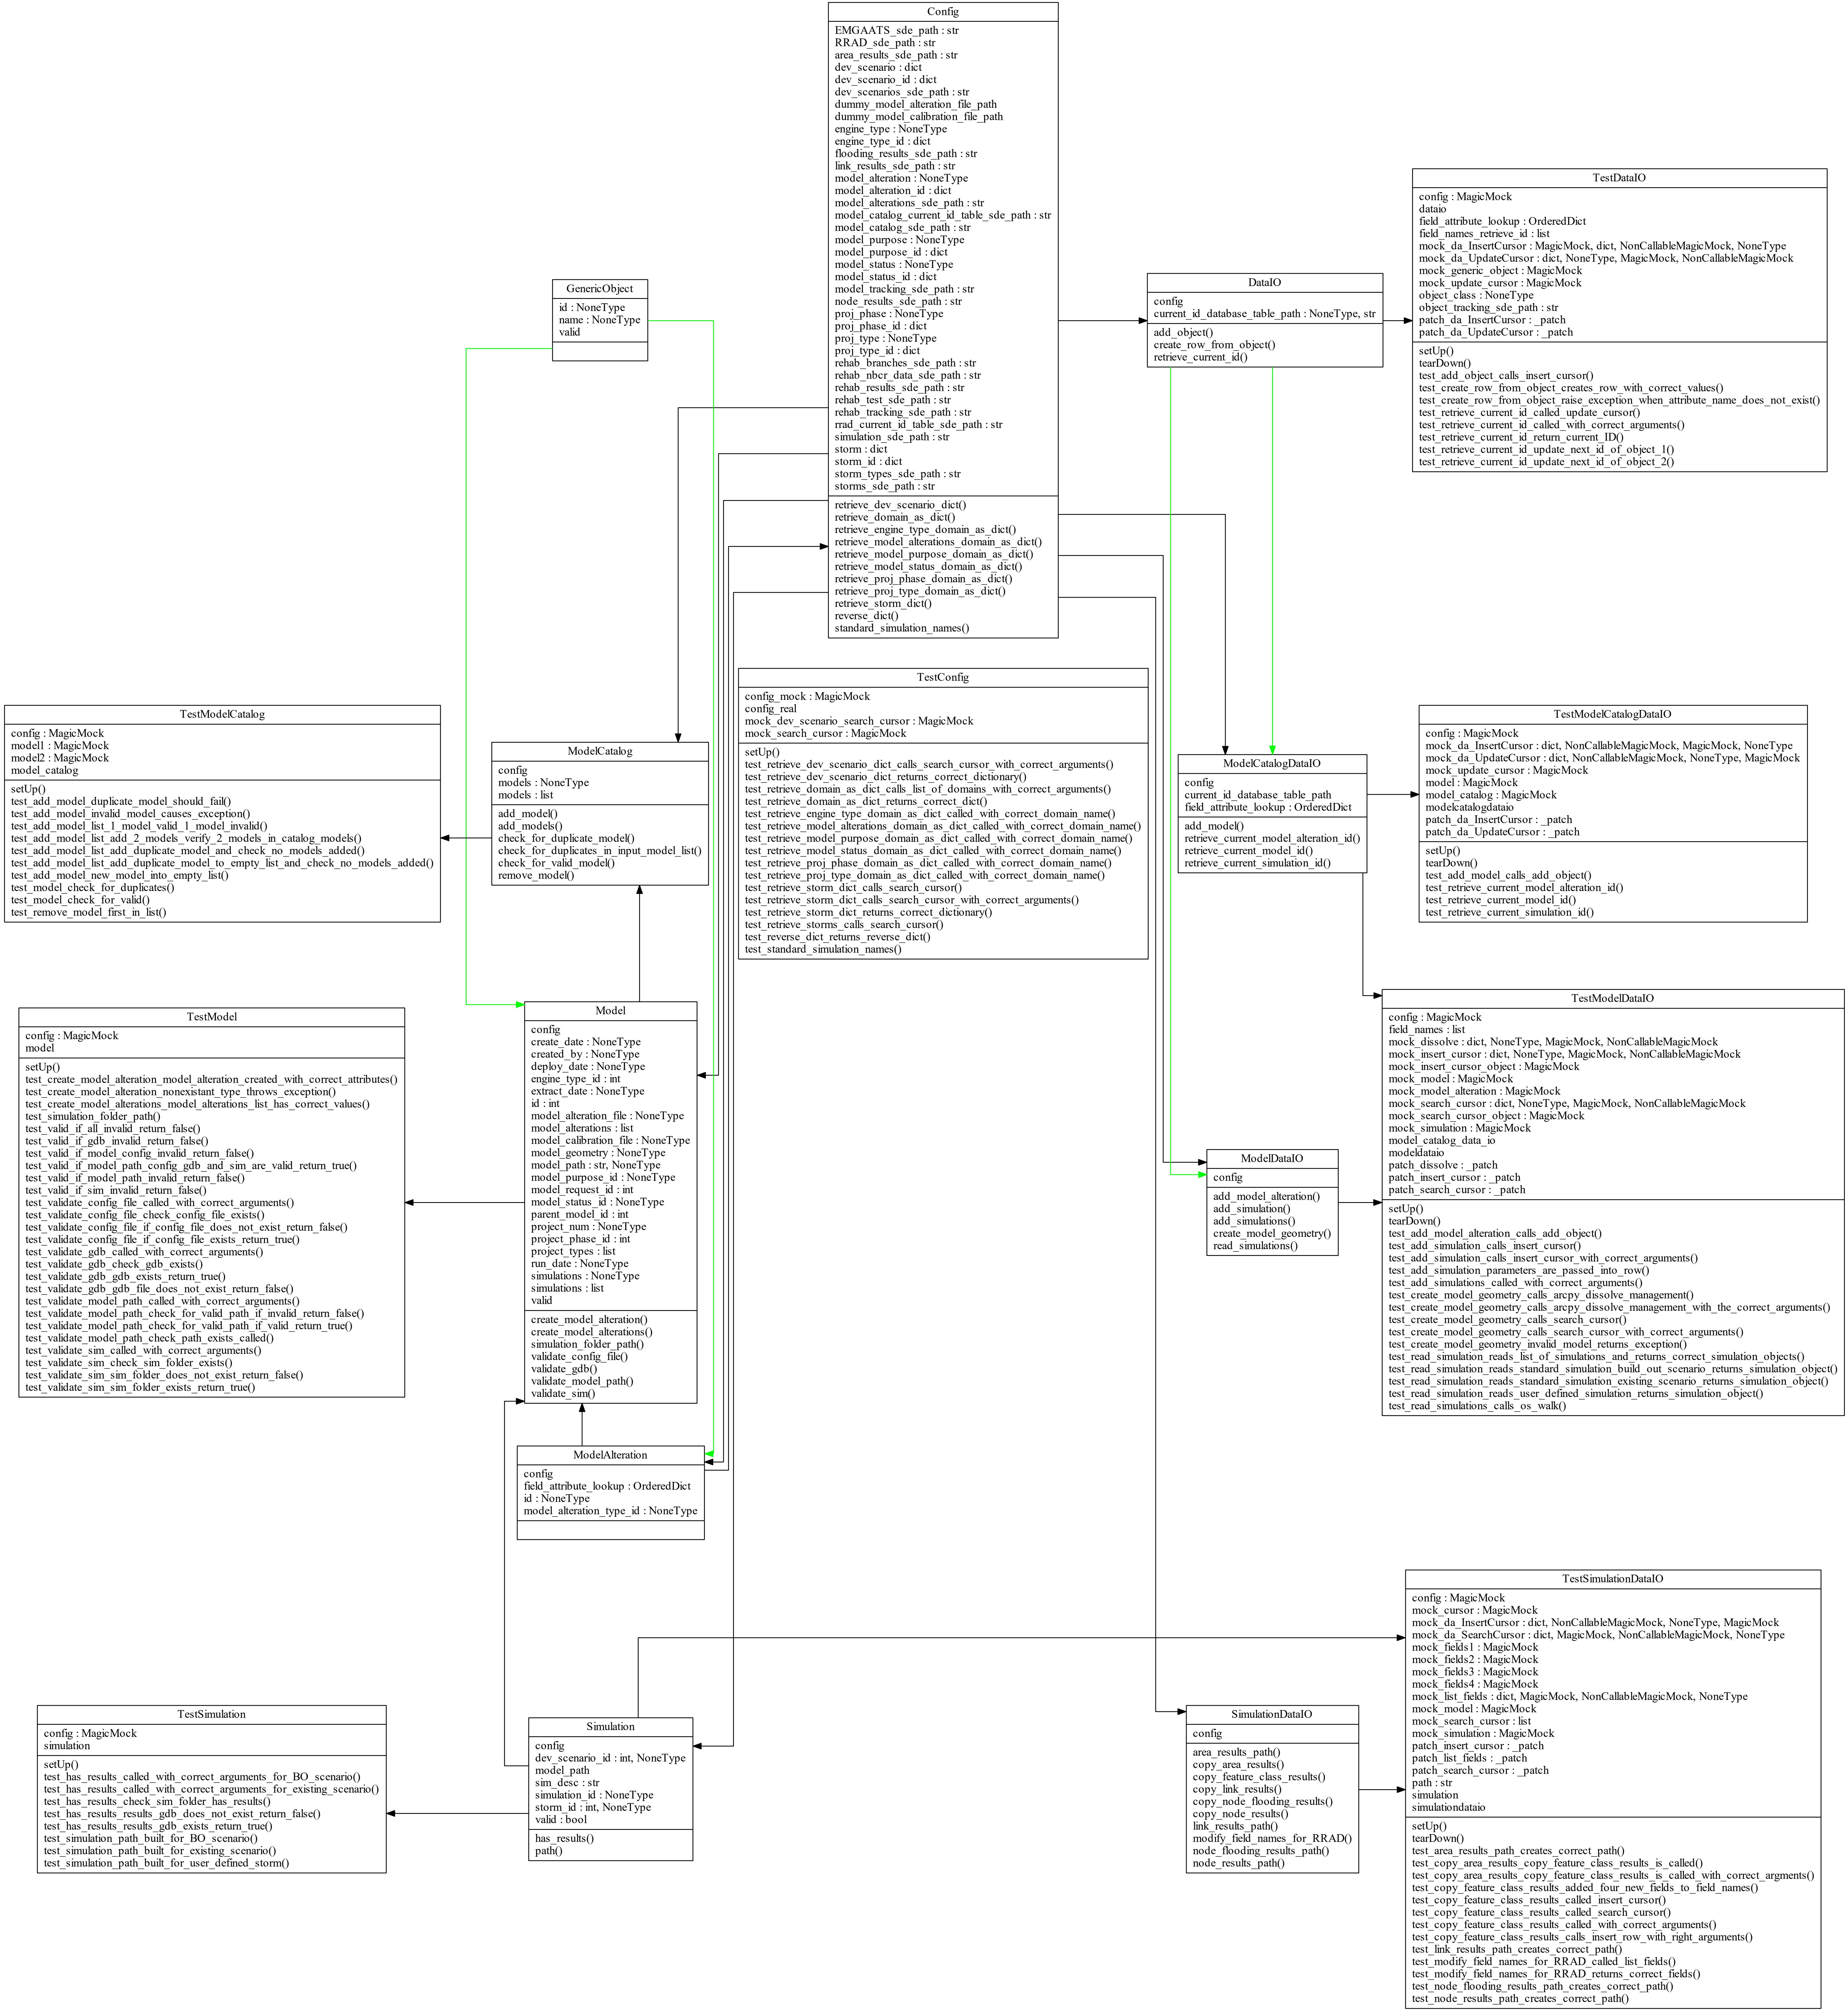 Config
EMGAATS_sde_path : str
RRAD_sde_path : str
area_results_sde_path : str
dev_scenario : dict
dev_scenario_id : dict
dev_scenarios_sde_path : str
dummy_model_alteration_file_path
dummy_model_calibration_file_path
engine_type : NoneType
engine_type_id : dict
flooding_results_sde_path : str
link_results_sde_path : str
model_alteration : NoneType
model_alteration_id : dict
model_alterations_sde_path : str
model_catalog_current_id_table_sde_path : str
model_catalog_sde_path : str
model_purpose : NoneType
model_purpose_id : dict
model_status : NoneType
model_status_id : dict
model_tracking_sde_path : str
node_results_sde_path : str
proj_phase : NoneType
proj_phase_id : dict
proj_type : NoneType
proj_type_id : dict
rehab_branches_sde_path : str
rehab_nbcr_data_sde_path : str
rehab_results_sde_path : str
rehab_test_sde_path : str
rehab_tracking_sde_path : str
rrad_current_id_table_sde_path : str
simulation_sde_path : str
storm : dict
storm_id : dict
storm_types_sde_path : str
storms_sde_path : str
retrieve_dev_scenario_dict()
retrieve_domain_as_dict()
retrieve_engine_type_domain_as_dict()
retrieve_model_alterations_domain_as_dict()
retrieve_model_purpose_domain_as_dict()
retrieve_model_status_domain_as_dict()
retrieve_proj_phase_domain_as_dict()
retrieve_proj_type_domain_as_dict()
retrieve_storm_dict()
reverse_dict()
standard_simulation_names()
TestDataIO
config : MagicMock
dataio
field_attribute_lookup : OrderedDict
field_names_retrieve_id : list
mock_da_InsertCursor : MagicMock, dict, NonCallableMagicMock, NoneType
mock_da_UpdateCursor : dict, NoneType, MagicMock, NonCallableMagicMock
mock_generic_object : MagicMock
mock_update_cursor : MagicMock
object_class : NoneType
object_tracking_sde_path : str
patch_da_InsertCursor : _patch
patch_da_UpdateCursor : _patch
setUp()
tearDown()
test_add_object_calls_insert_cursor()
test_create_row_from_object_creates_row_with_correct_values()
test_create_row_from_object_raise_exception_when_attribute_name_does_not_exist()
test_retrieve_current_id_called_update_cursor()
test_retrieve_current_id_called_with_correct_arguments()
test_retrieve_current_id_return_current_ID()
test_retrieve_current_id_update_next_id_of_object_1()
test_retrieve_current_id_update_next_id_of_object_2()
GenericObject
id : NoneType
name : NoneType
valid
DataIO
config
current_id_database_table_path : NoneType, str
add_object()
create_row_from_object()
retrieve_current_id()
TestConfig
config_mock : MagicMock
config_real
mock_dev_scenario_search_cursor : MagicMock
mock_search_cursor : MagicMock
setUp()
test_retrieve_dev_scenario_dict_calls_search_cursor_with_correct_arguments()
test_retrieve_dev_scenario_dict_returns_correct_dictionary()
test_retrieve_domain_as_dict_calls_list_of_domains_with_correct_arguments()
test_retrieve_domain_as_dict_returns_correct_dict()
test_retrieve_engine_type_domain_as_dict_called_with_correct_domain_name()
test_retrieve_model_alterations_domain_as_dict_called_with_correct_domain_name()
test_retrieve_model_purpose_domain_as_dict_called_with_correct_domain_name()
test_retrieve_model_status_domain_as_dict_called_with_correct_domain_name()
test_retrieve_proj_phase_domain_as_dict_called_with_correct_domain_name()
test_retrieve_proj_type_domain_as_dict_called_with_correct_domain_name()
test_retrieve_storm_dict_calls_search_cursor()
test_retrieve_storm_dict_calls_search_cursor_with_correct_arguments()
test_retrieve_storm_dict_returns_correct_dictionary()
test_retrieve_storms_calls_search_cursor()
test_reverse_dict_returns_reverse_dict()
test_standard_simulation_names()
TestModelCatalog
config : MagicMock
model1 : MagicMock
model2 : MagicMock
model_catalog
setUp()
test_add_model_duplicate_model_should_fail()
test_add_model_invalid_model_causes_exception()
test_add_model_list_1_model_valid_1_model_invalid()
test_add_model_list_add_2_models_verify_2_models_in_catalog_models()
test_add_model_list_add_duplicate_model_and_check_no_models_added()
test_add_model_list_add_duplicate_model_to_empty_list_and_check_no_models_added()
test_add_model_new_model_into_empty_list()
test_model_check_for_duplicates()
test_model_check_for_valid()
test_remove_model_first_in_list()
ModelCatalog
config
models : NoneType
models : list
add_model()
add_models()
check_for_duplicate_model()
check_for_duplicates_in_input_model_list()
check_for_valid_model()
remove_model()
ModelCatalogDataIO
config
current_id_database_table_path
field_attribute_lookup : OrderedDict
add_model()
retrieve_current_model_alteration_id()
retrieve_current_model_id()
retrieve_current_simulation_id()
TestModelCatalogDataIO
config : MagicMock
mock_da_InsertCursor : dict, NonCallableMagicMock, MagicMock, NoneType
mock_da_UpdateCursor : dict, NonCallableMagicMock, NoneType, MagicMock
mock_update_cursor : MagicMock
model : MagicMock
model_catalog : MagicMock
modelcatalogdataio
patch_da_InsertCursor : _patch
patch_da_UpdateCursor : _patch
setUp()
tearDown()
test_add_model_calls_add_object()
test_retrieve_current_model_alteration_id()
test_retrieve_current_model_id()
test_retrieve_current_simulation_id()
TestModel
config : MagicMock
model
setUp()
test_create_model_alteration_model_alteration_created_with_correct_attributes()
test_create_model_alteration_nonexistant_type_throws_exception()
test_create_model_alterations_model_alterations_list_has_correct_values()
test_simulation_folder_path()
test_valid_if_all_invalid_return_false()
test_valid_if_gdb_invalid_return_false()
test_valid_if_model_config_invalid_return_false()
test_valid_if_model_path_config_gdb_and_sim_are_valid_return_true()
test_valid_if_model_path_invalid_return_false()
test_valid_if_sim_invalid_return_false()
test_validate_config_file_called_with_correct_arguments()
test_validate_config_file_check_config_file_exists()
test_validate_config_file_if_config_file_does_not_exist_return_false()
test_validate_config_file_if_config_file_exists_return_true()
test_validate_gdb_called_with_correct_arguments()
test_validate_gdb_check_gdb_exists()
test_validate_gdb_gdb_exists_return_true()
test_validate_gdb_gdb_file_does_not_exist_return_false()
test_validate_model_path_called_with_correct_arguments()
test_validate_model_path_check_for_valid_path_if_invalid_return_false()
test_validate_model_path_check_for_valid_path_if_valid_return_true()
test_validate_model_path_check_path_exists_called()
test_validate_sim_called_with_correct_arguments()
test_validate_sim_check_sim_folder_exists()
test_validate_sim_sim_folder_does_not_exist_return_false()
test_validate_sim_sim_folder_exists_return_true()
Model
config
create_date : NoneType
created_by : NoneType
deploy_date : NoneType
engine_type_id : int
extract_date : NoneType
id : int
model_alteration_file : NoneType
model_alterations : list
model_calibration_file : NoneType
model_geometry : NoneType
model_path : str, NoneType
model_purpose_id : NoneType
model_request_id : int
model_status_id : NoneType
parent_model_id : int
project_num : NoneType
project_phase_id : int
project_types : list
run_date : NoneType
simulations : NoneType
simulations : list
valid
create_model_alteration()
create_model_alterations()
simulation_folder_path()
validate_config_file()
validate_gdb()
validate_model_path()
validate_sim()
ModelDataIO
config
add_model_alteration()
add_simulation()
add_simulations()
create_model_geometry()
read_simulations()
TestModelDataIO
config : MagicMock
field_names : list
mock_dissolve : dict, NoneType, MagicMock, NonCallableMagicMock
mock_insert_cursor : dict, NoneType, MagicMock, NonCallableMagicMock
mock_insert_cursor_object : MagicMock
mock_model : MagicMock
mock_model_alteration : MagicMock
mock_search_cursor : dict, NoneType, MagicMock, NonCallableMagicMock
mock_search_cursor_object : MagicMock
mock_simulation : MagicMock
model_catalog_data_io
modeldataio
patch_dissolve : _patch
patch_insert_cursor : _patch
patch_search_cursor : _patch
setUp()
tearDown()
test_add_model_alteration_calls_add_object()
test_add_simulation_calls_insert_cursor()
test_add_simulation_calls_insert_cursor_with_correct_arguments()
test_add_simulation_parameters_are_passed_into_row()
test_add_simulations_called_with_correct_arguments()
test_create_model_geometry_calls_arcpy_dissolve_management()
test_create_model_geometry_calls_arcpy_dissolve_management_with_the_correct_arguments()
test_create_model_geometry_calls_search_cursor()
test_create_model_geometry_calls_search_cursor_with_correct_arguments()
test_create_model_geometry_invalid_model_returns_exception()
test_read_simulation_reads_list_of_simulations_and_returns_correct_simulation_objects()
test_read_simulation_reads_standard_simulation_build_out_scenario_returns_simulation_object()
test_read_simulation_reads_standard_simulation_existing_scenario_returns_simulation_object()
test_read_simulation_reads_user_defined_simulation_returns_simulation_object()
test_read_simulations_calls_os_walk()
ModelAlteration
config
field_attribute_lookup : OrderedDict
id : NoneType
model_alteration_type_id : NoneType
TestSimulation
config : MagicMock
simulation
setUp()
test_has_results_called_with_correct_arguments_for_BO_scenario()
test_has_results_called_with_correct_arguments_for_existing_scenario()
test_has_results_check_sim_folder_has_results()
test_has_results_results_gdb_does_not_exist_return_false()
test_has_results_results_gdb_exists_return_true()
test_simulation_path_built_for_BO_scenario()
test_simulation_path_built_for_existing_scenario()
test_simulation_path_built_for_user_defined_storm()
Simulation
config
dev_scenario_id : int, NoneType
model_path
sim_desc : str
simulation_id : NoneType
storm_id : int, NoneType
valid : bool
has_results()
path()
SimulationDataIO
config
area_results_path()
copy_area_results()
copy_feature_class_results()
copy_link_results()
copy_node_flooding_results()
copy_node_results()
link_results_path()
modify_field_names_for_RRAD()
node_flooding_results_path()
node_results_path()
TestSimulationDataIO
config : MagicMock
mock_cursor : MagicMock
mock_da_InsertCursor : dict, NonCallableMagicMock, NoneType, MagicMock
mock_da_SearchCursor : dict, MagicMock, NonCallableMagicMock, NoneType
mock_fields1 : MagicMock
mock_fields2 : MagicMock
mock_fields3 : MagicMock
mock_fields4 : MagicMock
mock_list_fields : dict, MagicMock, NonCallableMagicMock, NoneType
mock_model : MagicMock
mock_search_cursor : list
mock_simulation : MagicMock
patch_insert_cursor : _patch
patch_list_fields : _patch
patch_search_cursor : _patch
path : str
simulation
simulationdataio
setUp()
tearDown()
test_area_results_path_creates_correct_path()
test_copy_area_results_copy_feature_class_results_is_called()
test_copy_area_results_copy_feature_class_results_is_called_with_correct_argments()
test_copy_feature_class_results_added_four_new_fields_to_field_names()
test_copy_feature_class_results_called_insert_cursor()
test_copy_feature_class_results_called_search_cursor()
test_copy_feature_class_results_called_with_correct_arguments()
test_copy_feature_class_results_calls_insert_row_with_right_arguments()
test_link_results_path_creates_correct_path()
test_modify_field_names_for_RRAD_called_list_fields()
test_modify_field_names_for_RRAD_returns_correct_fields()
test_node_flooding_results_path_creates_correct_path()
test_node_results_path_creates_correct_path()